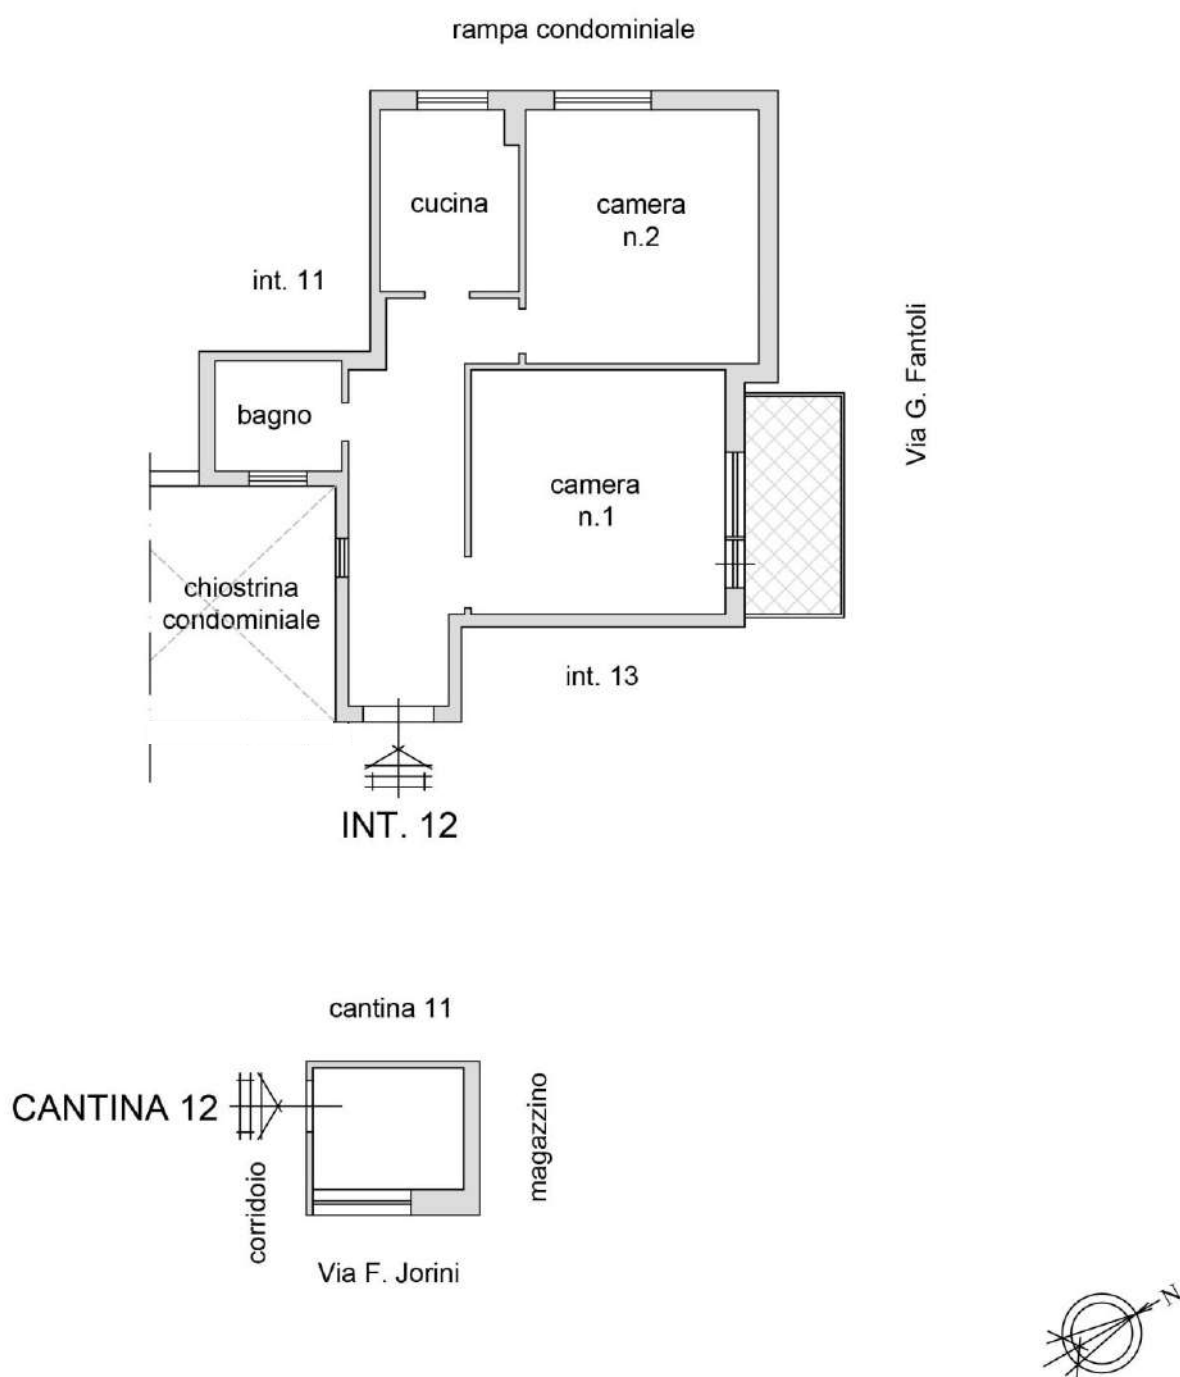 rampa condominiale
cucina
camera
n.2
int. 11
Via G. Fantoli
bagno
camera
n.1
chiostrina
condominiale
int. 13
INT. 12
cantina 11
CANTINA 12
corridoio
magazzino
Via F. Jorini
N